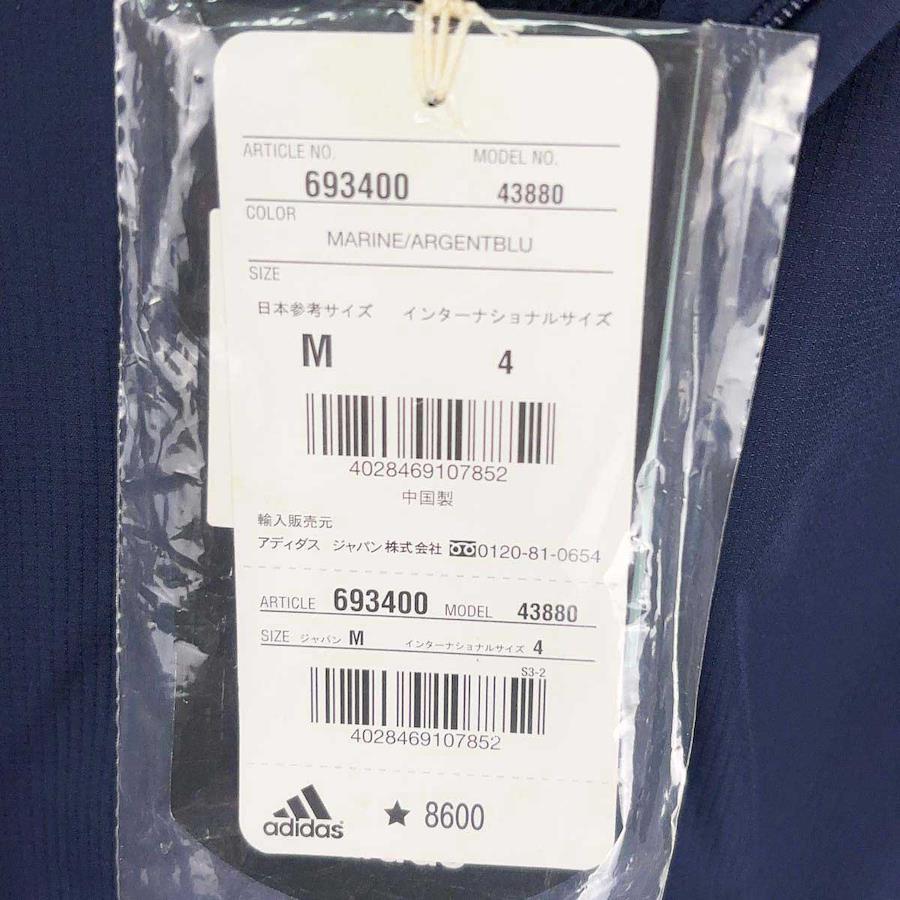 ARTICLE NO. MODEL NO.
693400 43880
COLOR
MARINE/ARGENTBLU
SIZE
日本参考サイズ インターナショナルサイズ
M 4
4028469107852
中国製
輸入販売元
アディダス ジャパン株式会社 0120-81-0654
ARTICLE 693400 MODEL 43880
SIZE ジャパン M インターナショナルサイズ 4
S3-2
4028469107852
adidas ★ 8600